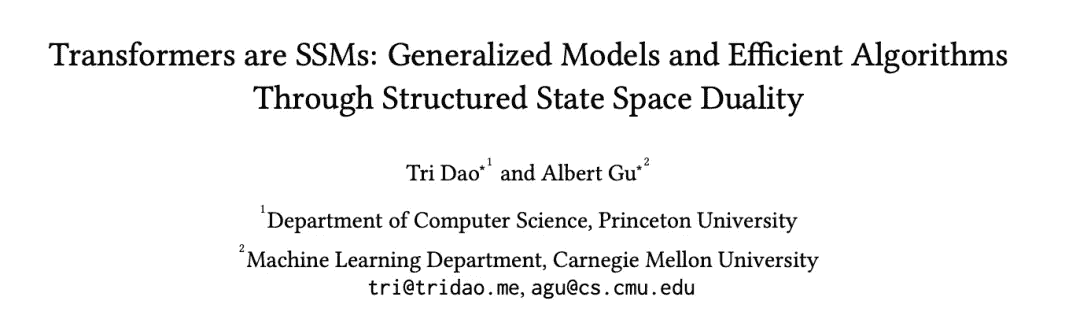 Transformers are SSMs: Generalized Models and Efficient Algorithms
Through Structured State Space Duality
Tri Dao*1 and Albert Gu*2
1Department of Computer Science, Princeton University
2Machine Learning Department, Carnegie Mellon University
tri@tridao.me, agu@cs.cmu.edu